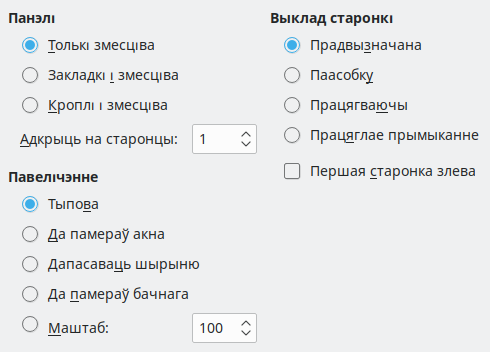 Панэлі
Толькі змесціва
Закладкі і змесціва
Кроплі і змесціва
Адкрыць на старонцы: 1
Павелічэнне
Тыпова
Да памераў акна
Дапасаваць шырыню
Да памераў бачнага
Маштаб: 100
Выклад старонкі
Прадвызначана
Паасобку
Працягваючы
Працяглае прымыканне
Першая старонка злева